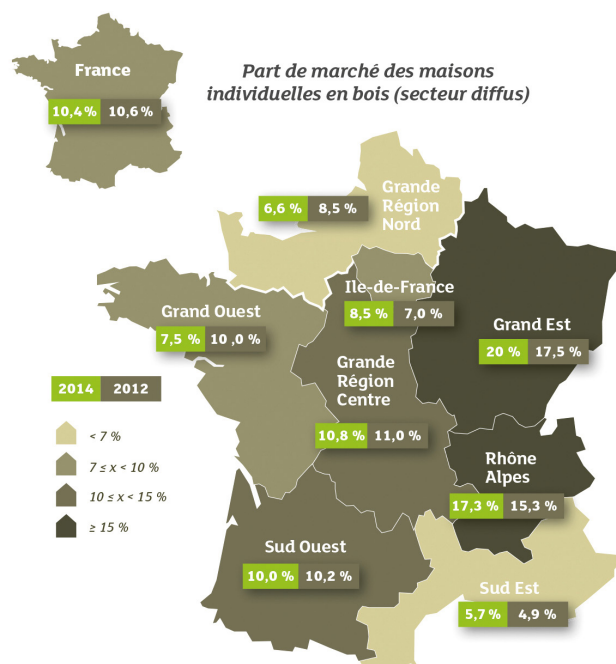 France
10,4 % 10,6 %
Part de marché des maisons
individuelles en bois (secteur diffus)
Grande
Région
Nord
6,6 % 8,5 %
Ile-de-France
8,5 % 7,0 %
Grand Ouest
7,5 % 10 ,0 %
Grand Est
20 % 17,5 %
Grande
Région
Centre
10,8 % 11,0 %
2014 2012
< 7 %
7 ≤ x < 10 %
10 ≤ x < 15 %
≥ 15 %
Rhône
Alpes
17,3 % 15,3 %
Sud Ouest
10,0 % 10,2 %
Sud Est
5,7 % 4,9 %